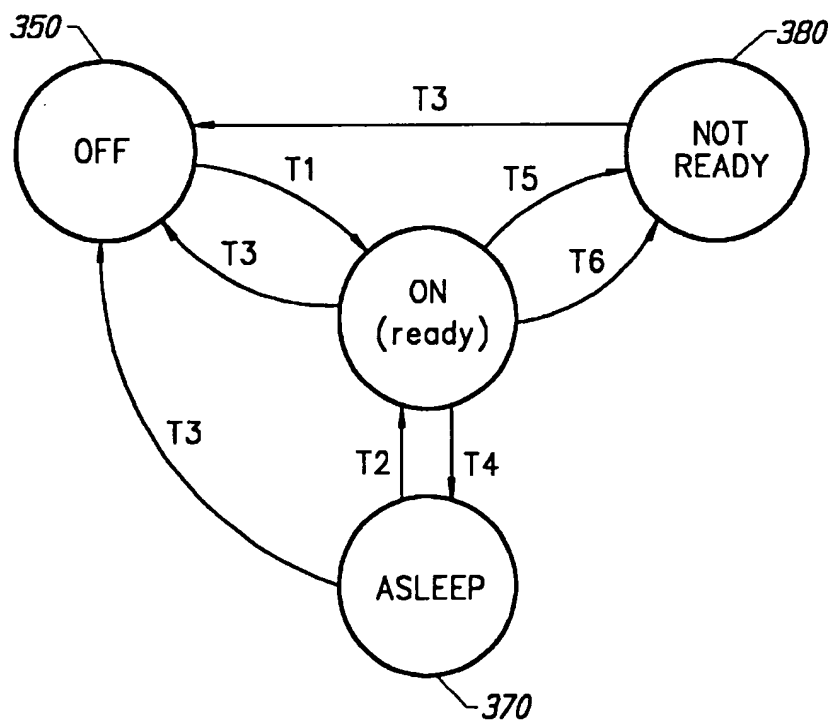 350
380
T3
OFF
NOT
READY
T1
T5
T3
T6
ON
(ready)
T3
T2
T4
ASLEEP
370